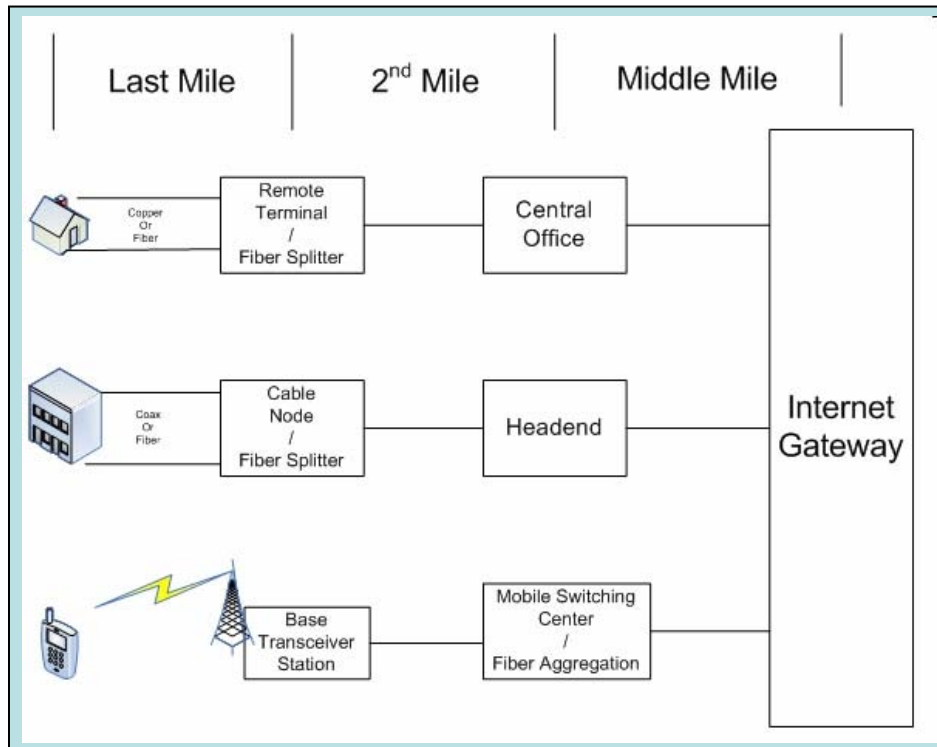 Last Mile
2nd Mile
Middle Mile
Copper
Or
Fiber
Remote
Terminal
/
Fiber Splitter
Central
Office
Coax
Or
Fiber
Cable
Node
/
Fiber Splitter
Headend
Internet
Gateway
Base
Transceiver
Station
Mobile Switching
Center
/
Fiber Aggregation